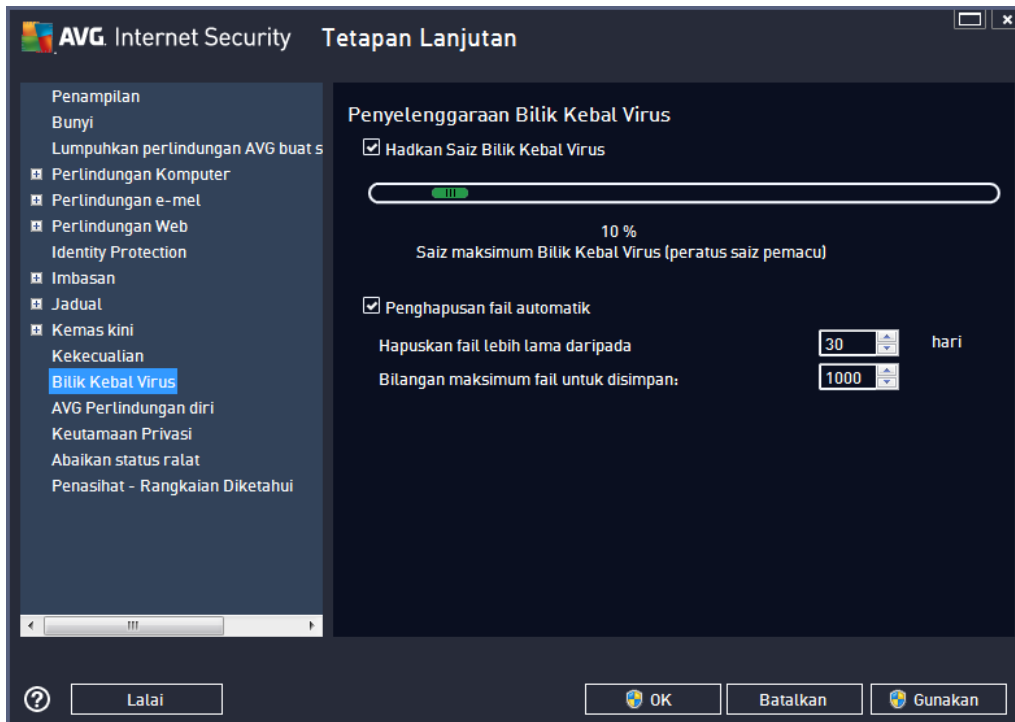 AVG. Internet Security Tetapan Lanjutan
Penampilan
Bunyi
Lumpuhkan perlindungan AVG buat s
Perlindungan Komputer
Perlindungan e-mel
Perlindungan Web
Identity Protection
Imbasan
Jadual
Kemas kini
Kekecualian
Bilik Kebal Virus
AVG Perlindungan diri
Keutamaan Privasi
Abaikan status ralat
Penasihat - Rangkaian Diketahui
Penyelenggaraan Bilik Kebal Virus
Hadkan Saiz Bilik Kebal Virus
10 %
Saiz maksimum Bilik Kebal Virus (peratus saiz pemacu)
Penghapusan fail automatik
Hapuskan fail lebih lama daripada 30 hari
Bilangan maksimum fail untuk disimpan: 1000
Lalai OK Batalkan Gunakan